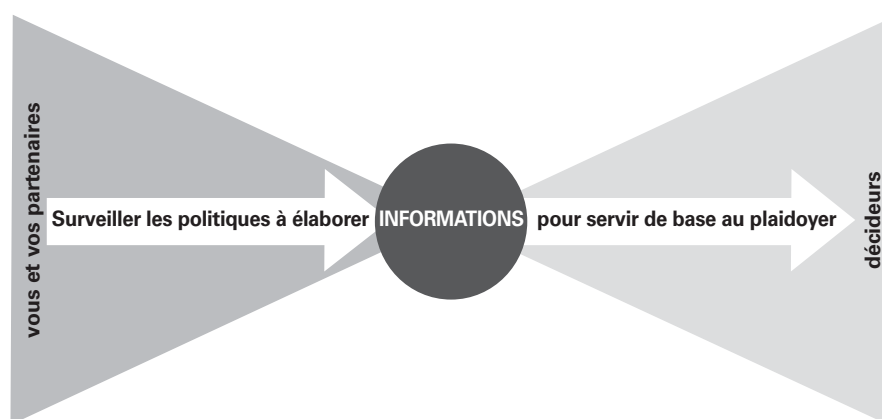 vous et vos partenaires
Surveiller les politiques à élaborer
INFORMATIONS
pour servir de base au plaidoyer
décideurs